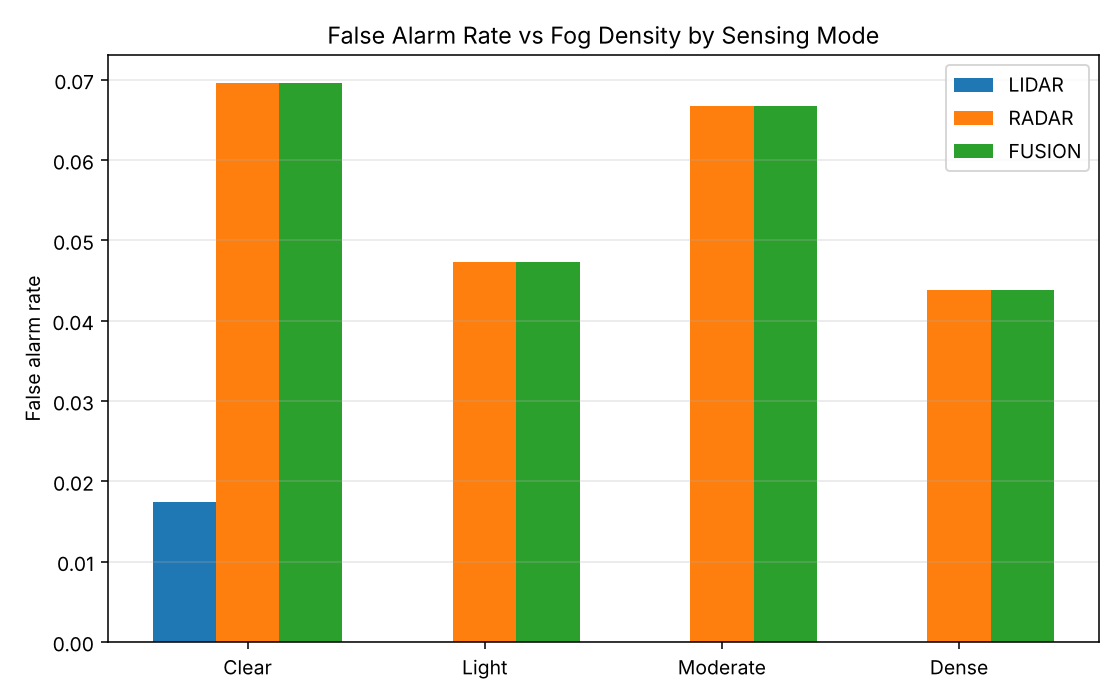 False Alarm Rate vs Fog Density by Sensing Mode
LIDAR
RADAR
FUSION
False alarm rate
0.07
0.06
0.05
0.04
0.03
0.02
0.01
0.00
Clear
Light
Moderate
Dense